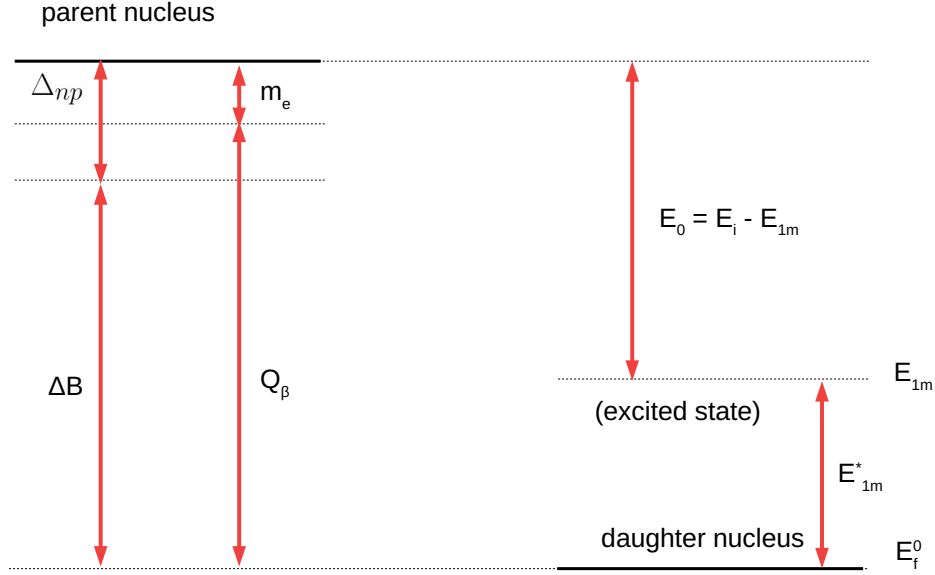 parent nucleus
Δnp
mₑ
E₀ = Eᵢ - E₁ₘ
ΔB
Qᵦ
E₁ₘ
(excited state)
E*₁ₘ
daughter nucleus
E⁰f